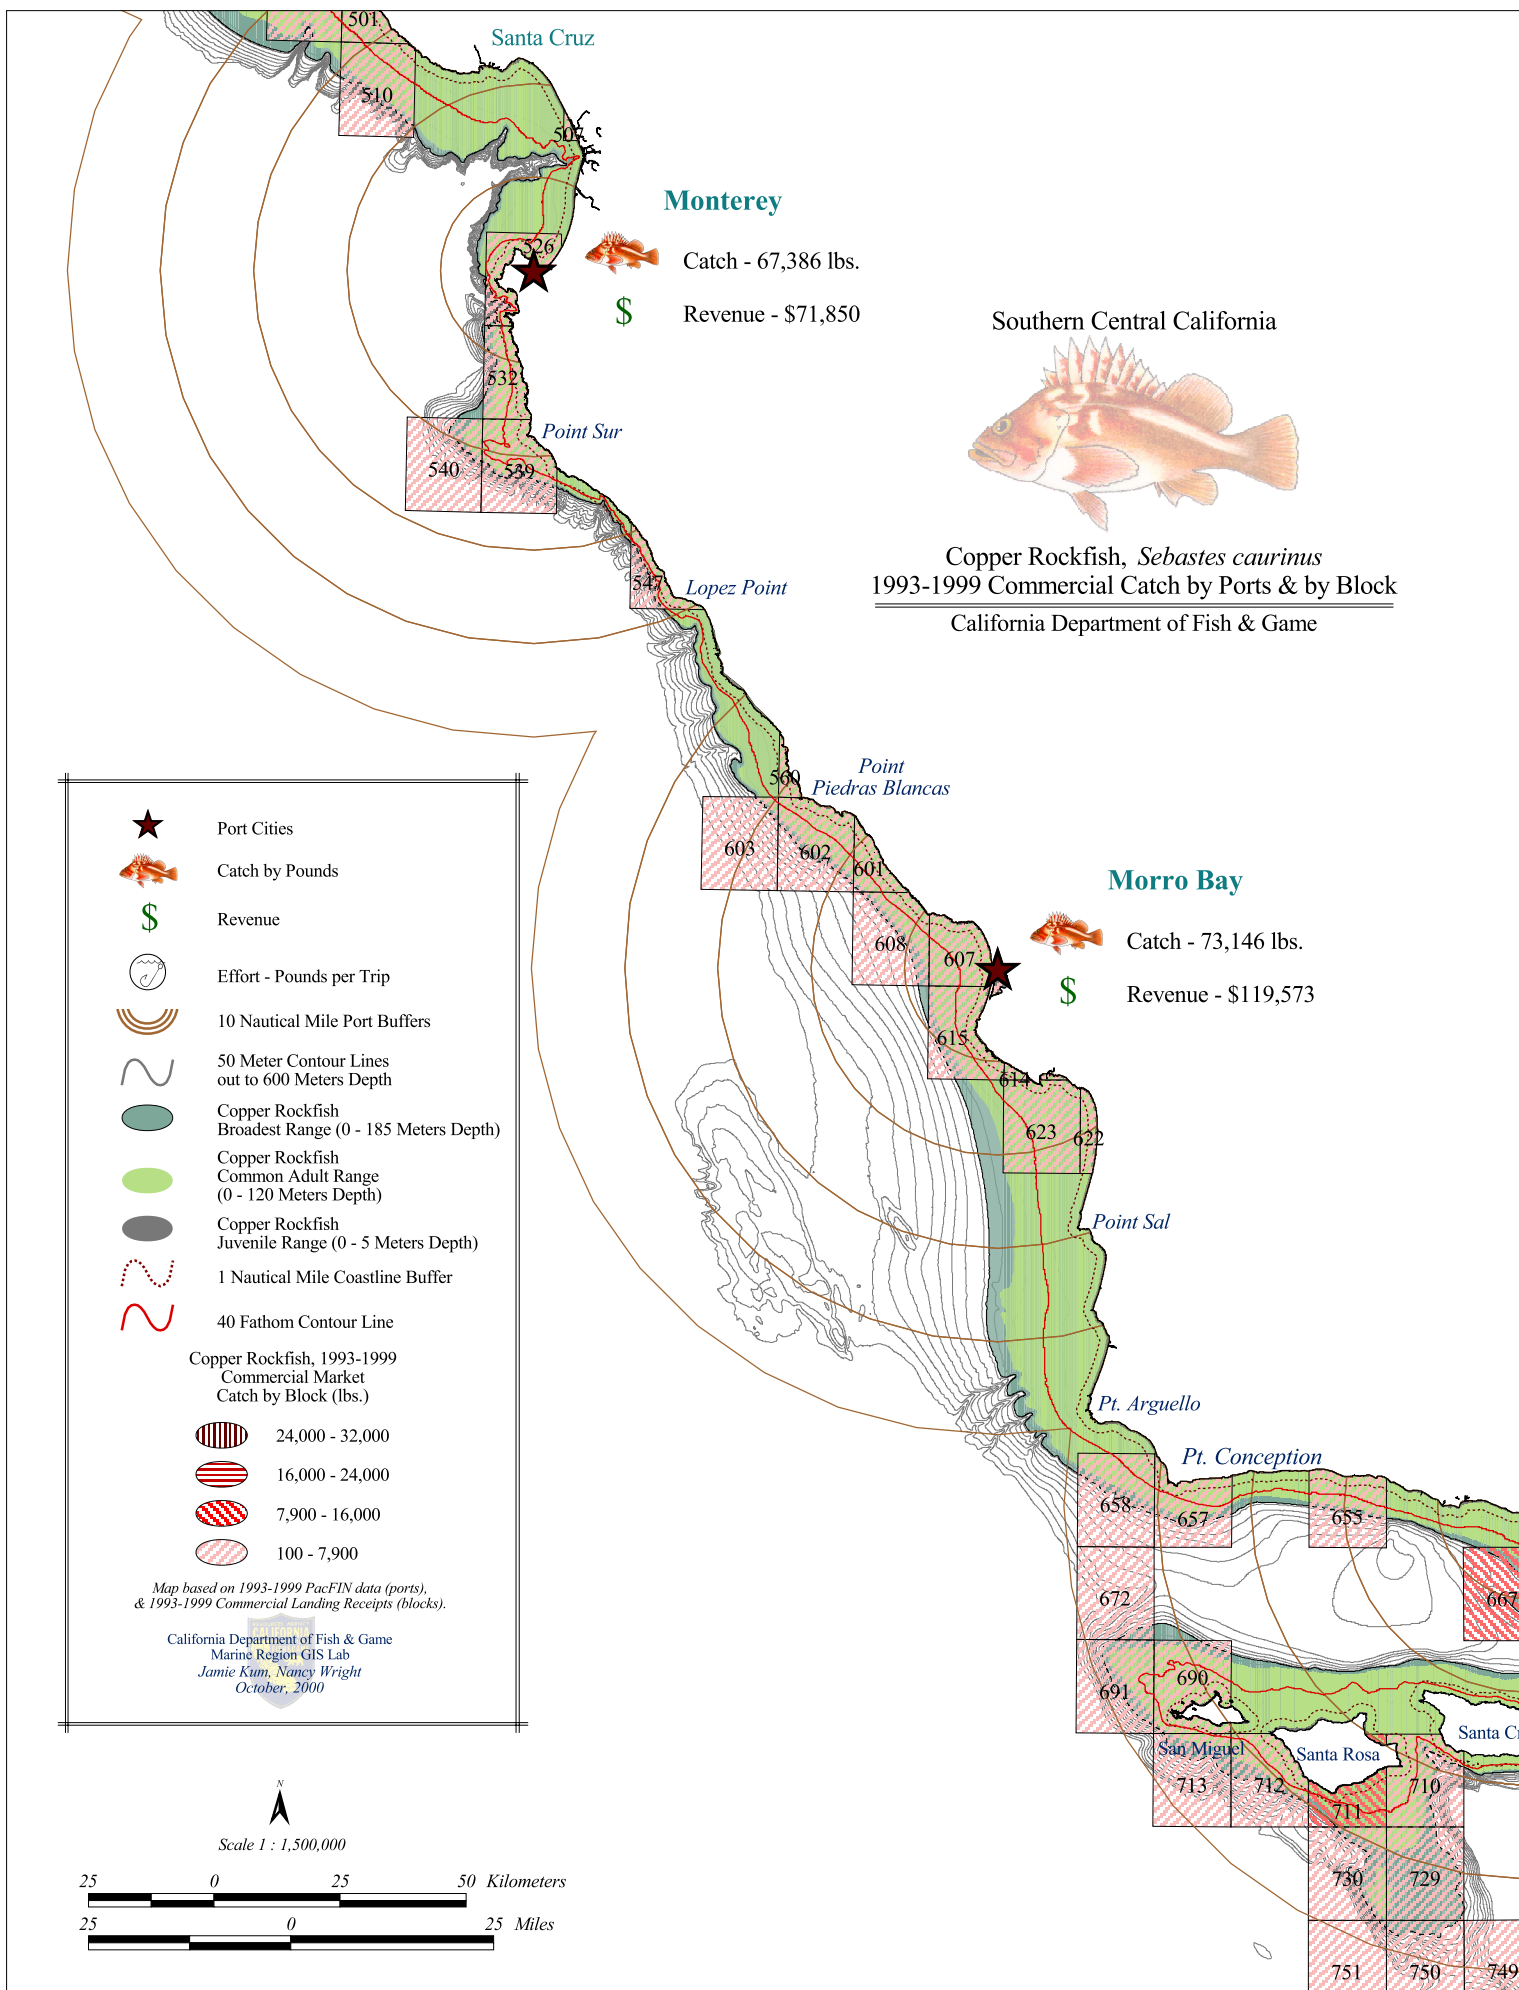 501
Santa Cruz
510
507
Monterey
526
Catch - 67,386 lbs.
$
Revenue - $71,850
Southern Central California
532
Point Sur
540
539
Copper Rockfish, Sebastes caurinus
1993-1999 Commercial Catch by Ports & by Block
California Department of Fish & Game
547
Lopez Point
560
Point
Piedras Blancas
603
602
601
Morro Bay
608
607
Catch - 73,146 lbs.
$
Revenue - $119,573
615
614
623
622
Point Sal
Pt. Arguello
Pt. Conception
658
657
655
667
672
691
690
San Miguel
Santa Rosa
Santa C
713
712
711
710
730
729
751
750
749
Port Cities
Catch by Pounds
$
Revenue
Effort - Pounds per Trip
10 Nautical Mile Port Buffers
50 Meter Contour Lines
out to 600 Meters Depth
Copper Rockfish
Broadest Range (0 - 185 Meters Depth)
Copper Rockfish
Common Adult Range
(0 - 120 Meters Depth)
Copper Rockfish
Juvenile Range (0 - 5 Meters Depth)
1 Nautical Mile Coastline Buffer
40 Fathom Contour Line
Copper Rockfish, 1993-1999
Commercial Market
Catch by Block (lbs.)
24,000 - 32,000
16,000 - 24,000
7,900 - 16,000
100 - 7,900
Map based on 1993-1999 PacFIN data (ports),
& 1993-1999 Commercial Landing Receipts (blocks).
CALIFORNIA
California Department of Fish & Game
Marine Region GIS Lab
Jamie Kum, Nancy Wright
October, 2000
N
Scale 1 : 1,500,000
25 0 25 50 Kilometers
25 0 25 Miles